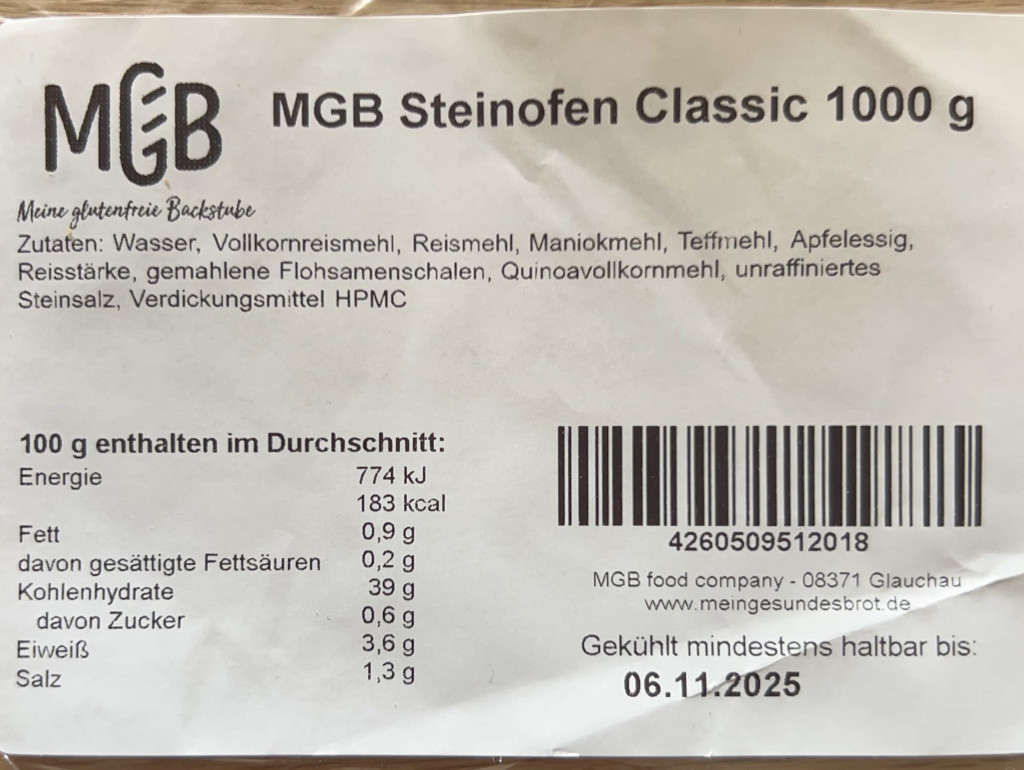 MGB
MGB Steinofen Classic 1000 g
Meine glutenfreie Backstube
Zutaten: Wasser, Vollkornreismehl, Reismehl, Maniokmehl, Teffmehl, Apfelessig,
Reisstärke, gemahlene Flohsamenschalen, Quinoavollkornmehl, unraffiniertes
Steinsalz, Verdickungsmittel HPMC
100 g enthalten im Durchschnitt:
Energie 774 kJ
183 kcal
Fett 0,9 g
davon gesättigte Fettsäuren 0,2 g
Kohlenhydrate 39 g
davon Zucker 0,6 g
Eiweiß 3,6 g
Salz 1,3 g
4260509512018
MGB food company - 08371 Glauchau
www.meingesundesbrot.de
Gekühlt mindestens haltbar bis:
06.11.2025